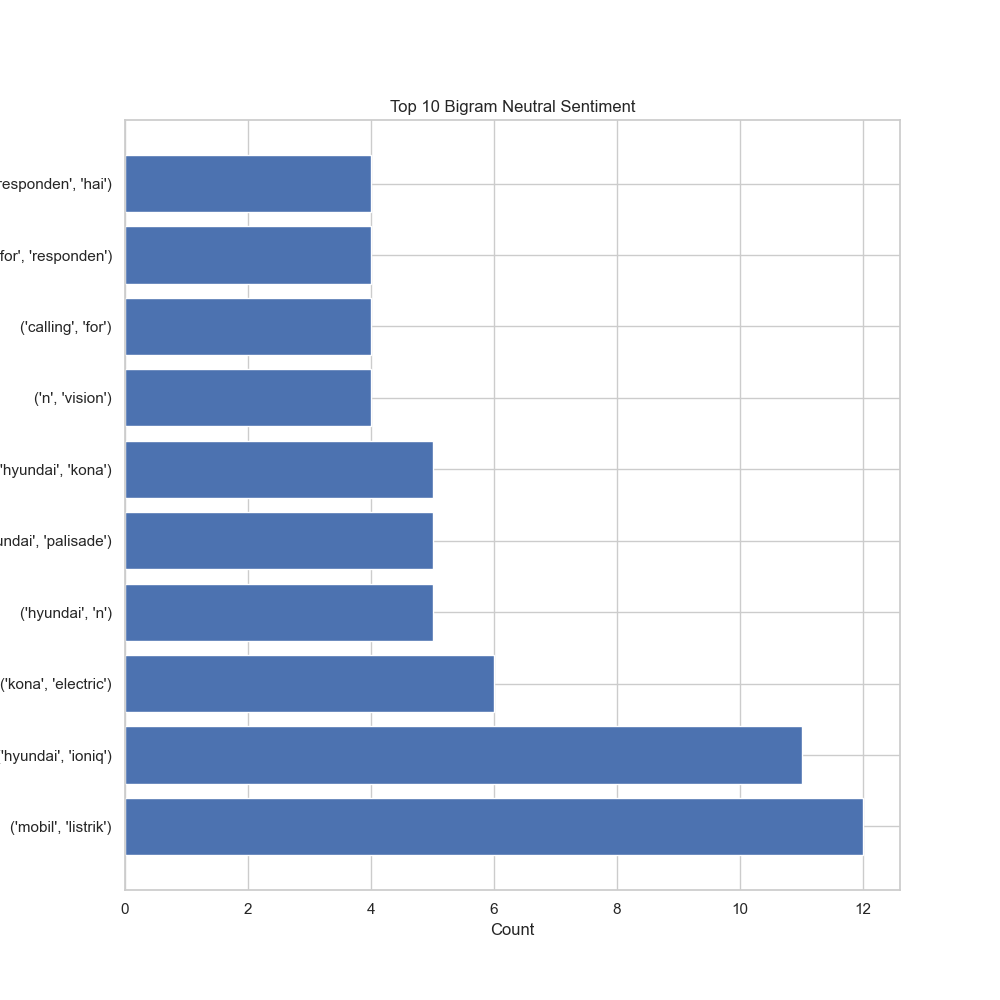 Top 10 Bigram Neutral Sentiment
responden', 'hai')
for', 'responden')
('calling', 'for')
('n', 'vision')
'hyundai', 'kona')
undai', 'palisade')
('hyundai', 'n')
('kona', 'electric')
'hyundai', 'ioniq')
('mobil', 'listrik')
0 2 4 6 8 10 12
Count